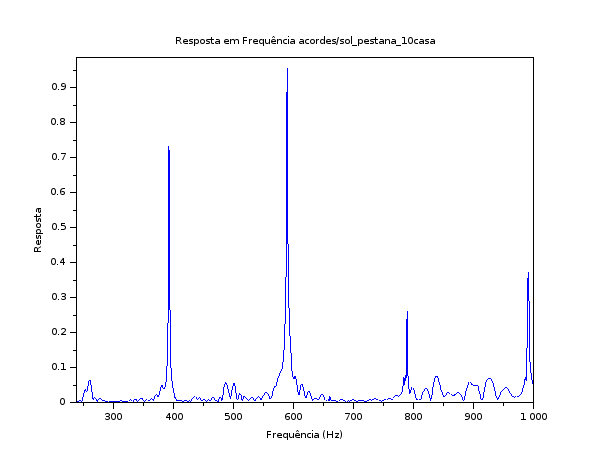 Resposta em Frequência acordes/sol_pestana_10casa
Resposta
0.9
0.8
0.7
0.6
0.5
0.4
0.3
0.2
0.1
0
300 400 500 600 700 800 900 1 000
Frequência (Hz)